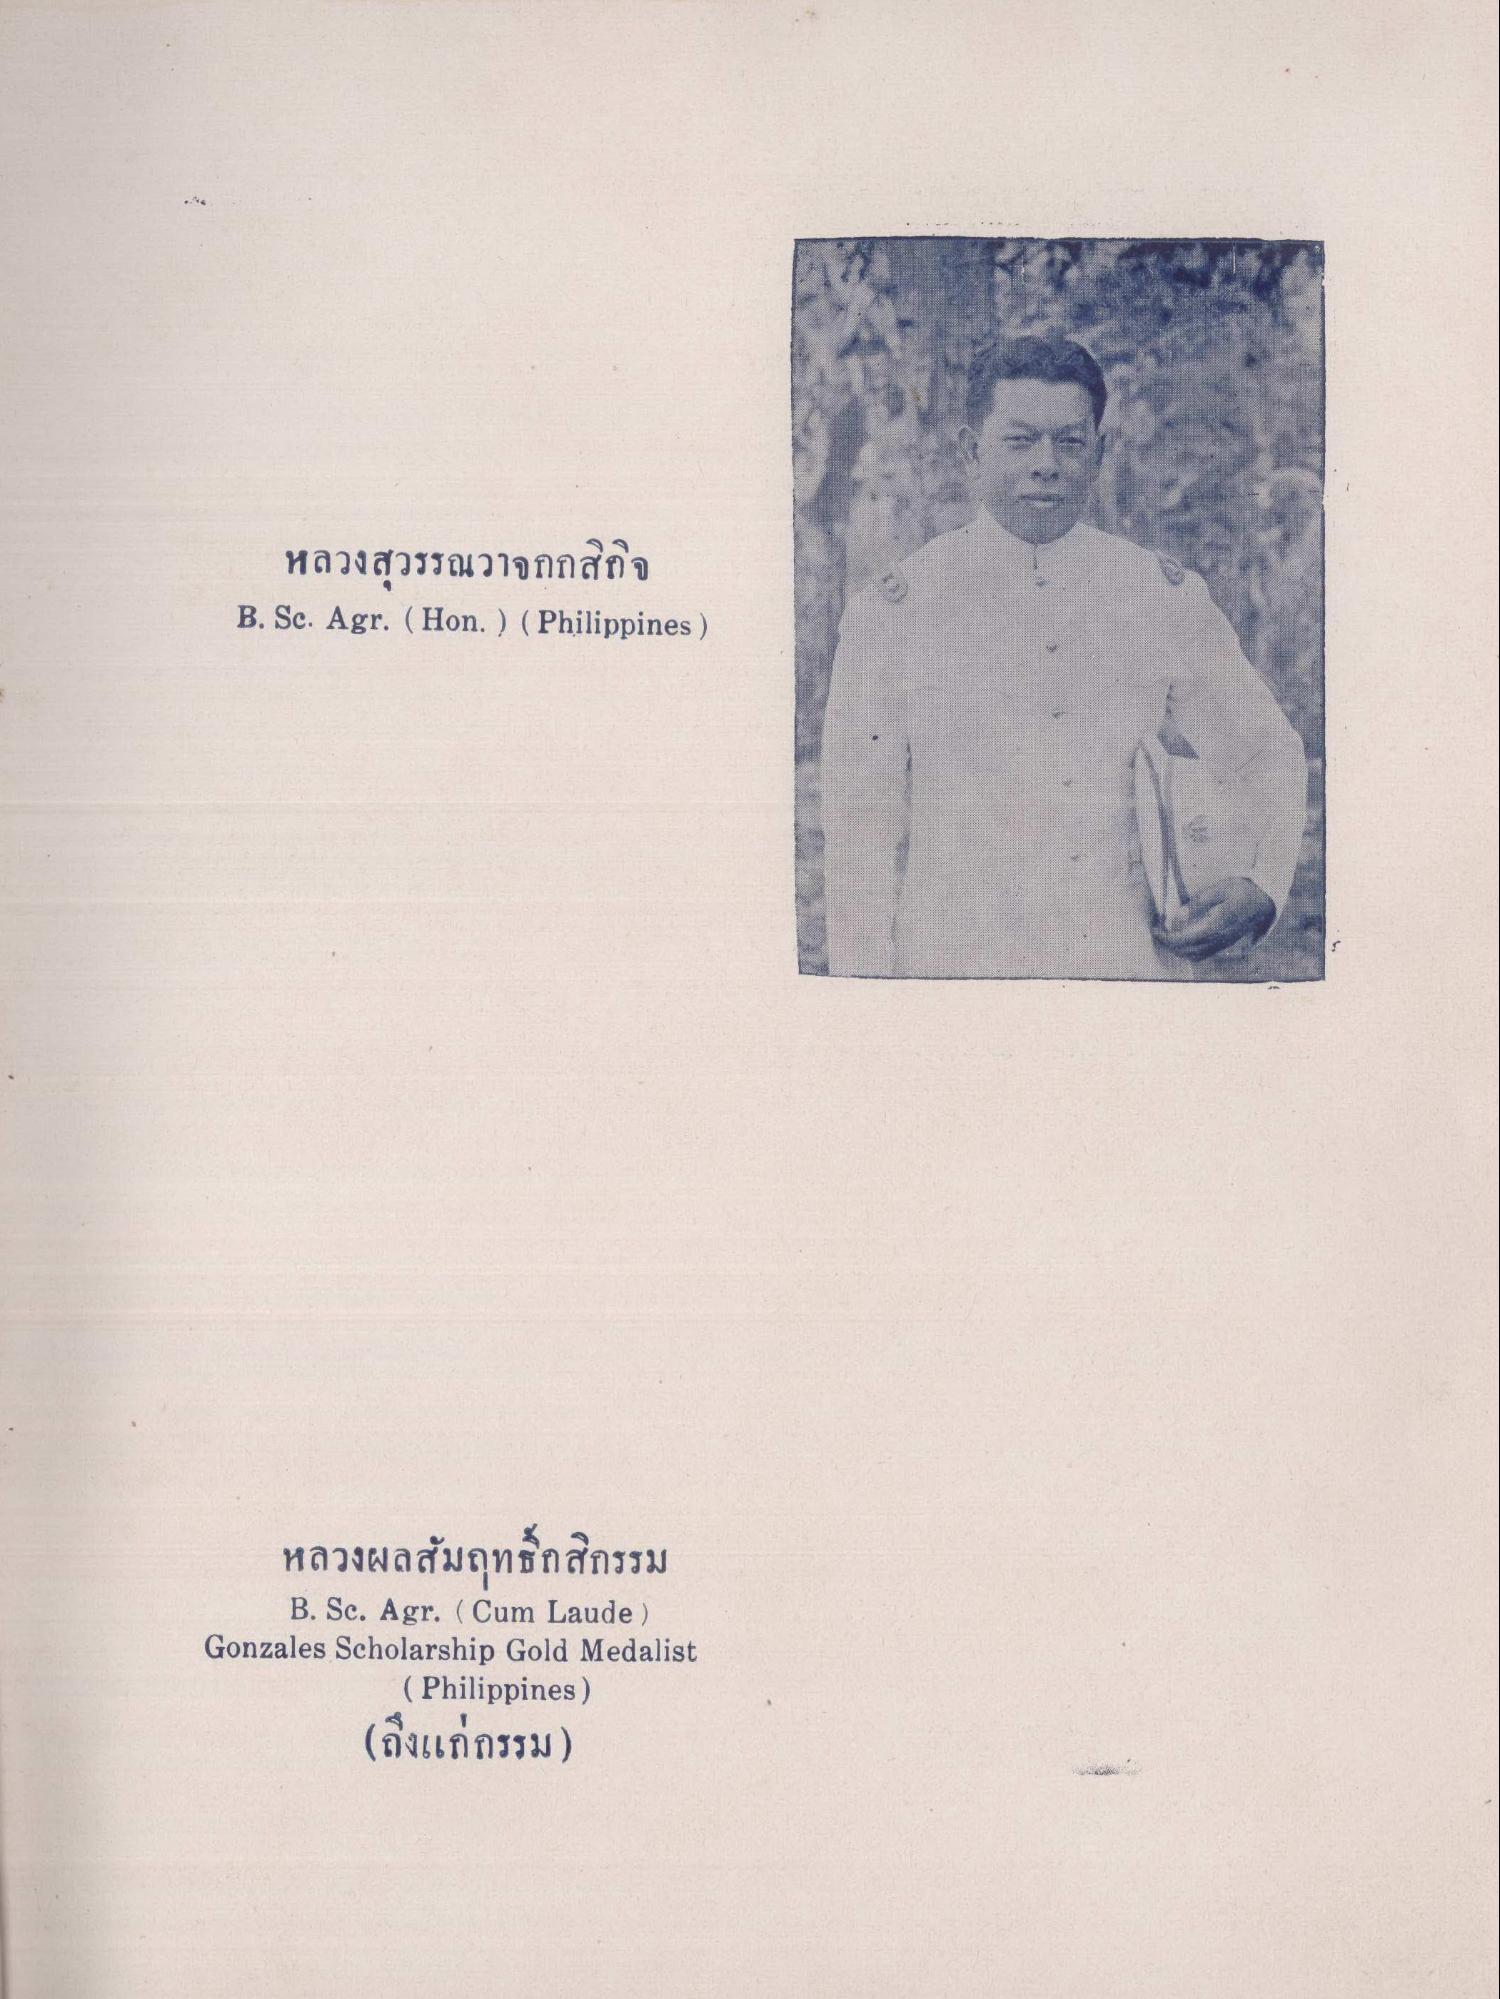 หลวงสุวรรณวาจกกสิกิจ
B. Sc. Agr. (Hon.) (Philippines)
หลวงผลสัมฤทธิ์กสิกรรม
B. Sc. Agr. (Cum Laude)
Gonzales Scholarship Gold Medalist
(Philippines)
(ถึงแก่กรรม)